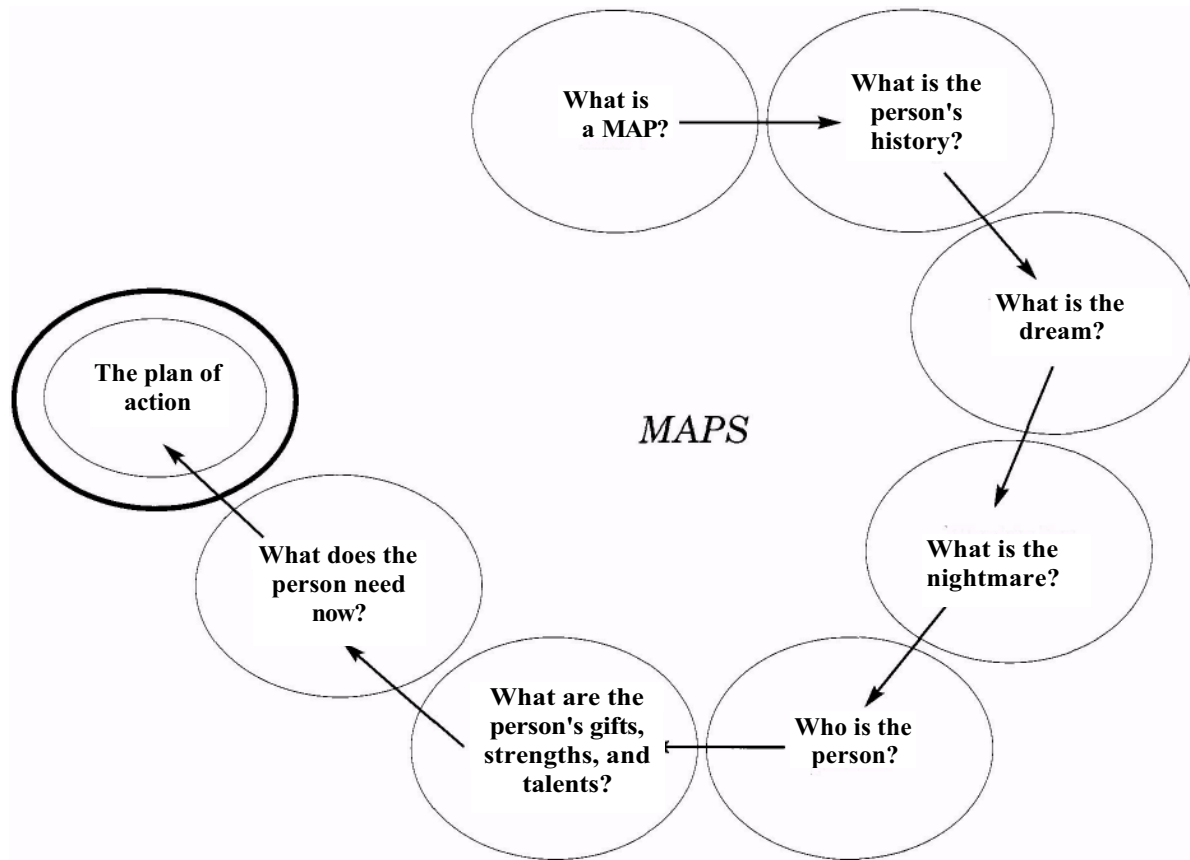 What is
a MAP?
What is the
person's
history?
What is the
dream?
What is the
nightmare?
Who is the
person?
What are the
person's gifts,
strengths, and
talents?
What does the
person need
now?
The plan of
action
MAPS